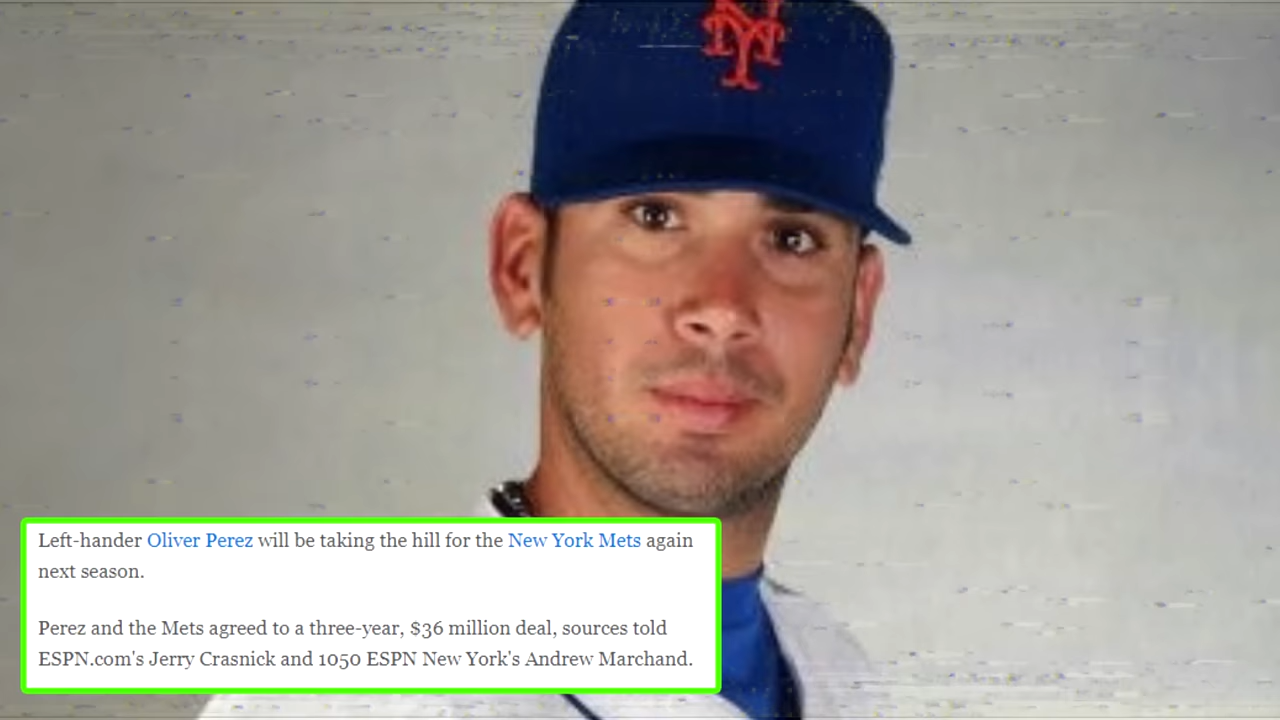 NY
Left-hander Oliver Perez will be taking the hill for the New York Mets again
next season.
Perez and the Mets agreed to a three-year, $36 million deal, sources told
ESPN.com's Jerry Crasnick and 1050 ESPN New York's Andrew Marchand.